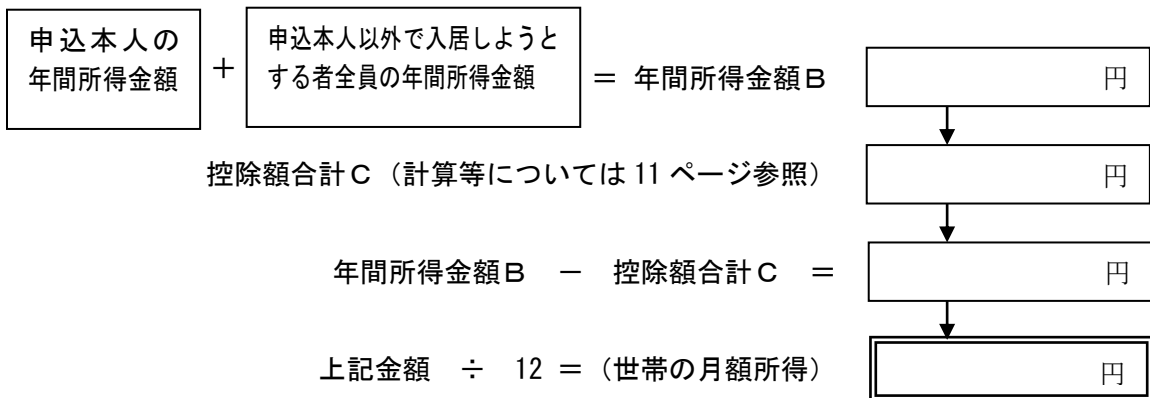 申込本人の
年間所得金額
＋
申込本人以外で入居しようと
する者全員の年間所得金額
＝ 年間所得金額Ｂ
円
控除額合計Ｃ（計算等については 11 ページ参照）
円
年間所得金額Ｂ － 控除額合計Ｃ ＝
円
上記金額 ÷ 12 ＝（世帯の月額所得）
円